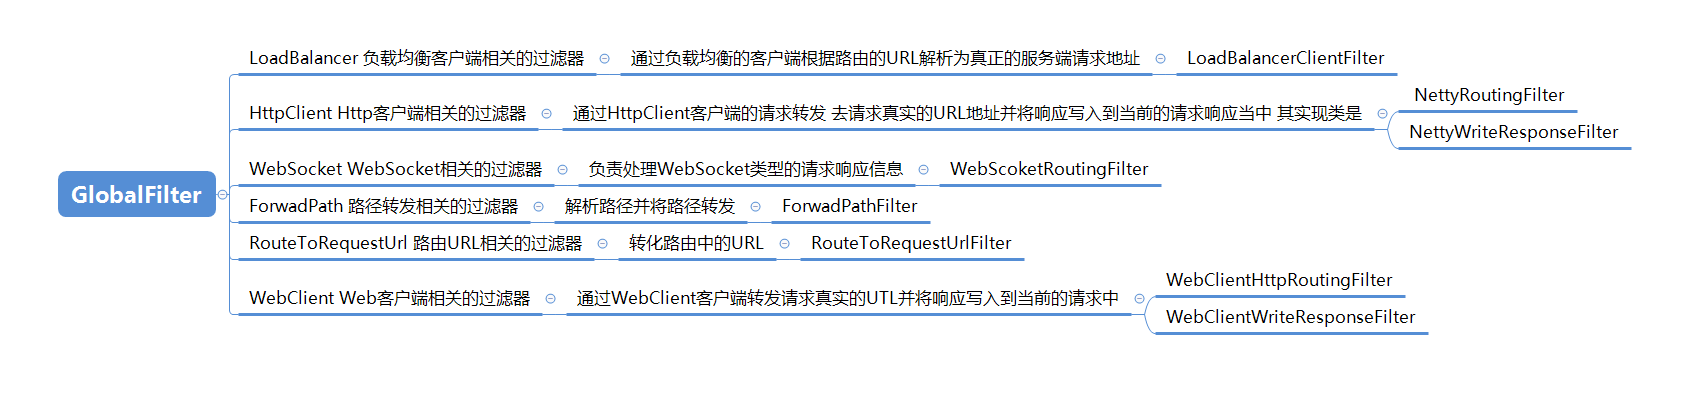 GlobalFilter
LoadBalancer 负载均衡客户端相关的过滤器
通过负载均衡的客户端根据路由的URL解析为真正的服务端请求地址
LoadBalancerClientFilter
HttpClient Http客户端相关的过滤器
通过HttpClient客户端的请求转发 去请求真实的URL地址并将响应写入到当前的请求响应当中 其实现类是
NettyRoutingFilter
NettyWriteResponseFilter
WebSocket WebSocket相关的过滤器
负责处理WebSocket类型的请求响应信息
WebScoketRoutingFilter
ForwadPath 路径转发相关的过滤器
解析路径并将路径转发
ForwadPathFilter
RouteToRequestUrl 路由URL相关的过滤器
转化路由中的URL
RouteToRequestUrlFilter
WebClient Web客户端相关的过滤器
通过WebClient客户端转发请求真实的UTL并将响应写入到当前的请求中
WebClientHttpRoutingFilter
WebClientWriteResponseFilter